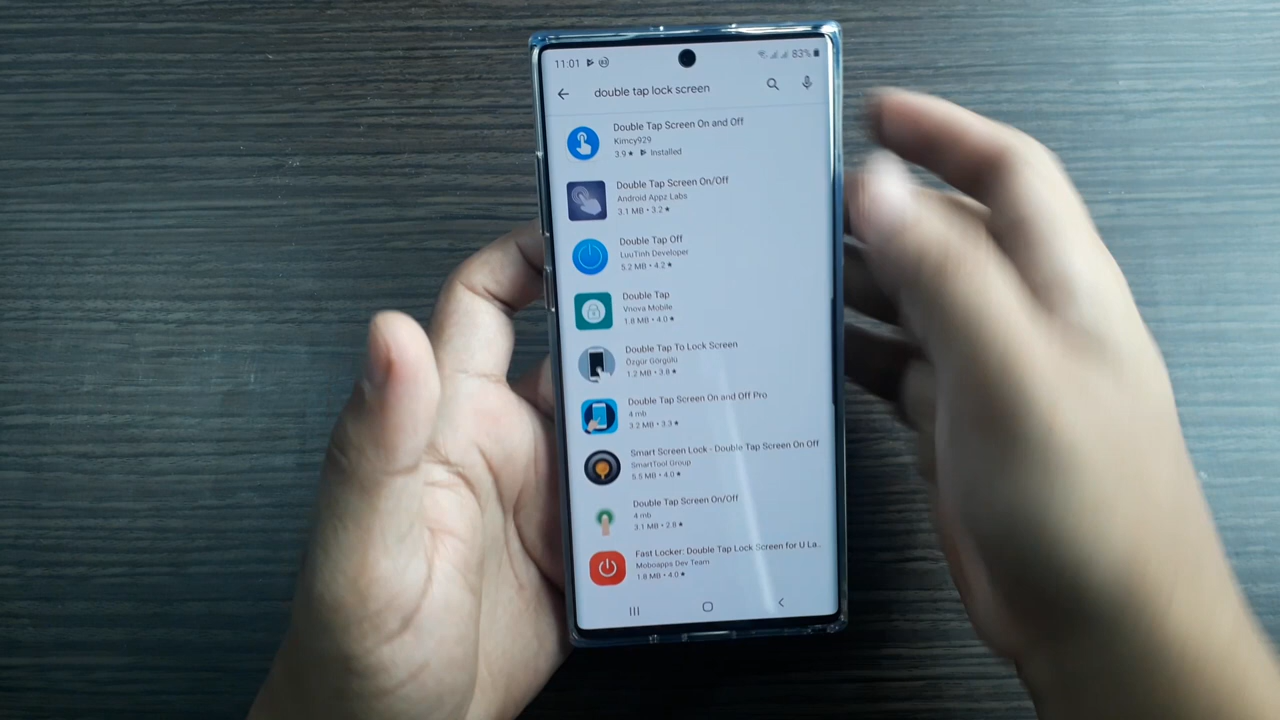 11:01 83%
double tap lock screen
Double Tap Screen On and Off
Kimcy929
3.9★ Installed
Double Tap Screen On/Off
Android Appz Labs
3.1 MB • 3.2★
Double Tap Off
LuuTinh Developer
5.2 MB • 4.2★
Double Tap
Vnova Mobile
1.8 MB • 4.0★
Double Tap To Lock Screen
Özgür Görgülü
1.2 MB • 3.8★
Double Tap Screen On and Off Pro
4 mb
3.2 MB • 3.3★
Smart Screen Lock - Double Tap Screen On Off
SmartTool Group
5.5 MB • 4.0★
Double Tap Screen On/Off
4 mb
3.1 MB • 2.8★
Fast Locker: Double Tap Lock Screen for U La..
Moboapps Dev Team
1.8 MB • 4.0★